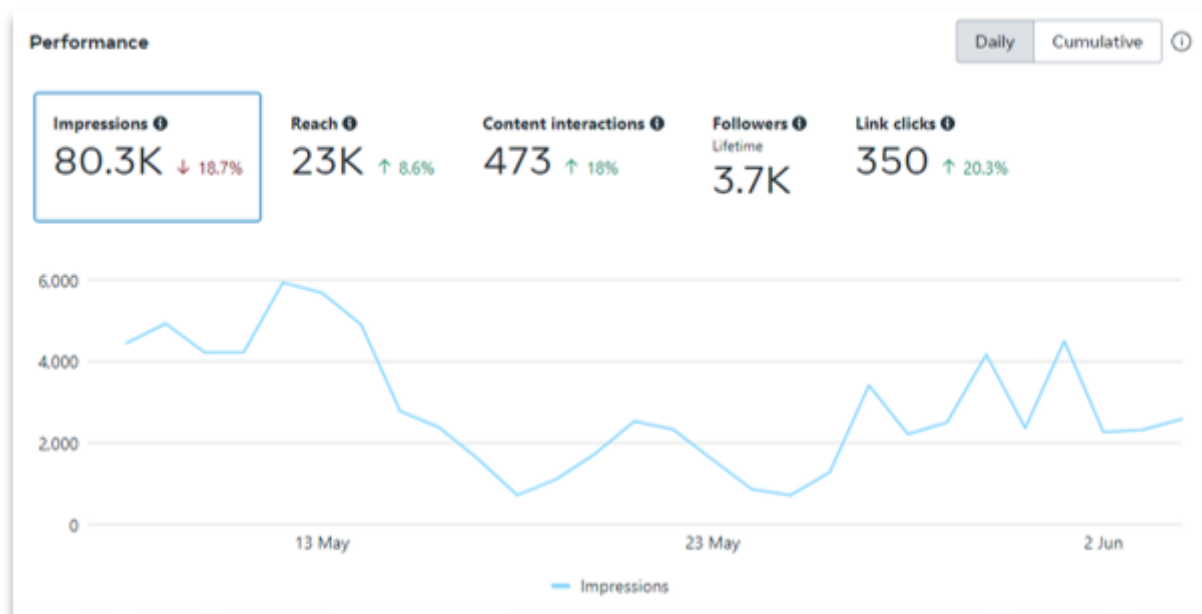 Performance
Daily Cumulative
Impressions Reach Content interactions Followers Link clicks
Lifetime
80.3K ↓ 18.7% 23K ↑ 8.6% 473 ↑ 18% 3.7K 350 ↑ 20.3%
6,000
4,000
2,000
0
13 May 23 May 2 Jun
Impressions